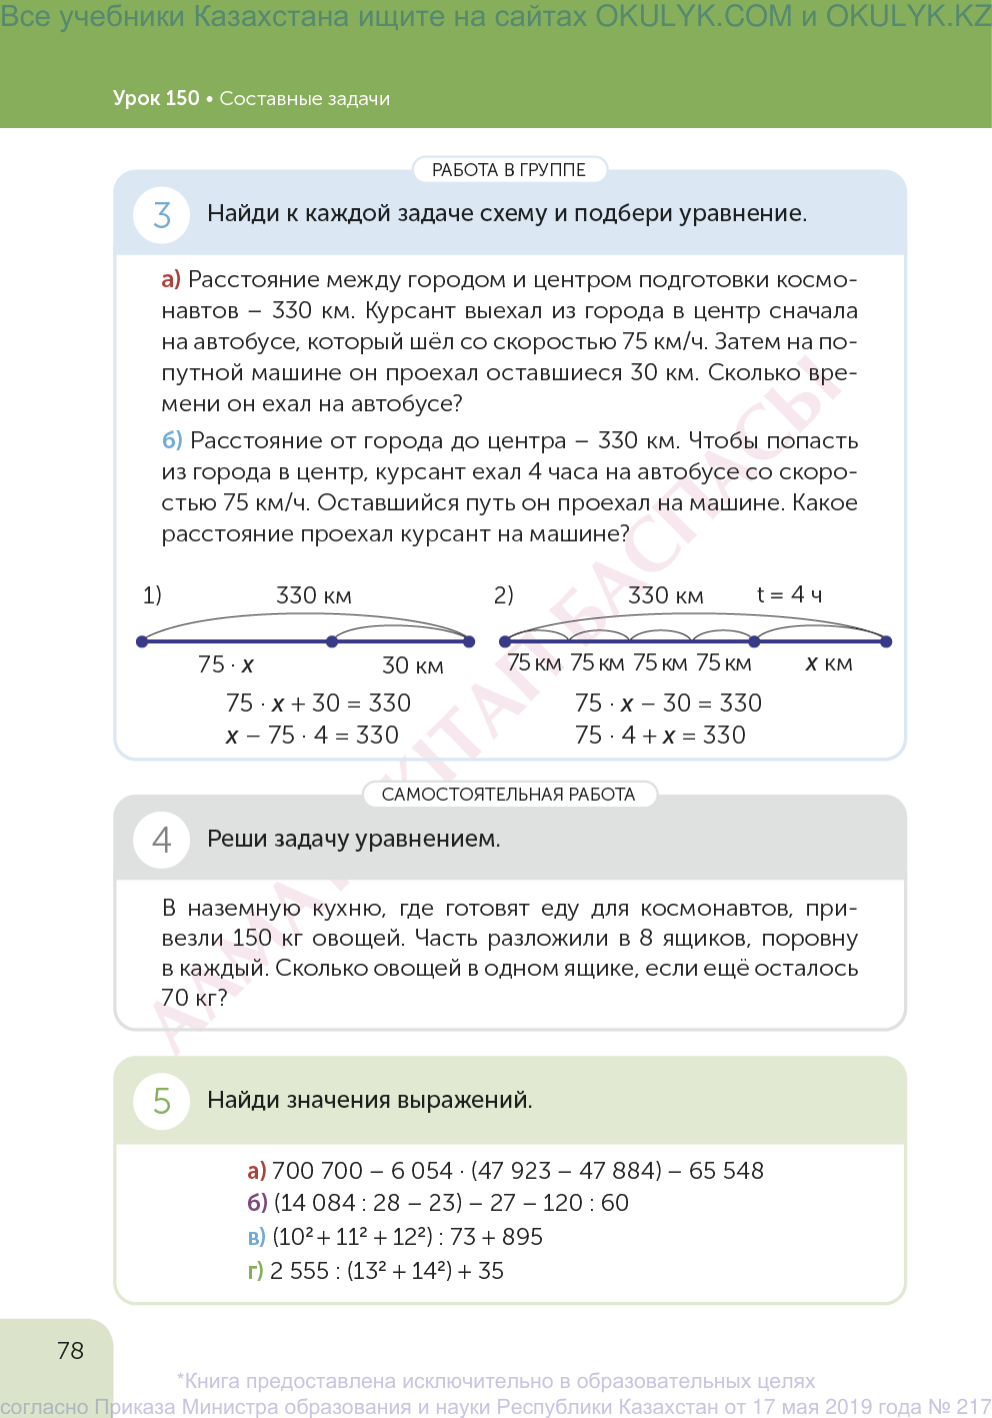 Все учебники Казахстана ищите на сайтах OKULYK.COM и OKULYK.KZ
Урок 150 • Составные задачи
РАБОТА В ГРУППЕ
3 Найди к каждой задаче схему и подбери уравнение.
а) Расстояние между городом и центром подготовки космо-
навтов – 330 км. Курсант выехал из города в центр сначала
на автобусе, который шёл со скоростью 75 км/ч. Затем на по-
путной машине он проехал оставшиеся 30 км. Сколько вре-
мени он ехал на автобусе?
б) Расстояние от города до центра – 330 км. Чтобы попасть
из города в центр, курсант ехал 4 часа на автобусе со скоро-
стью 75 км/ч. Оставшийся путь он проехал на машине. Какое
расстояние проехал курсант на машине?
1) 330 км
75 · x 30 км
75 · x + 30 = 330
x – 75 · 4 = 330
2) 330 км t = 4 ч
75 км 75 км 75 км 75 км x км
75 · x – 30 = 330
75 · 4 + x = 330
САМОСТОЯТЕЛЬНАЯ РАБОТА
4 Реши задачу уравнением.
В наземную кухню, где готовят еду для космонавтов, при-
везли 150 кг овощей. Часть разложили в 8 ящиков, поровну
в каждый. Сколько овощей в одном ящике, если ещё осталось
70 кг?
5 Найди значения выражений.
а) 700 700 – 6 054 · (47 923 – 47 884) – 65 548
б) (14 084 : 28 – 23) – 27 – 120 : 60
в) (10² + 11² + 12²) : 73 + 895
г) 2 555 : (13² + 14²) + 35
78
*Книга предоставлена исключительно в образовательных целях
согласно Приказа Министра образования и науки Республики Казахстан от 17 мая 2019 года № 217